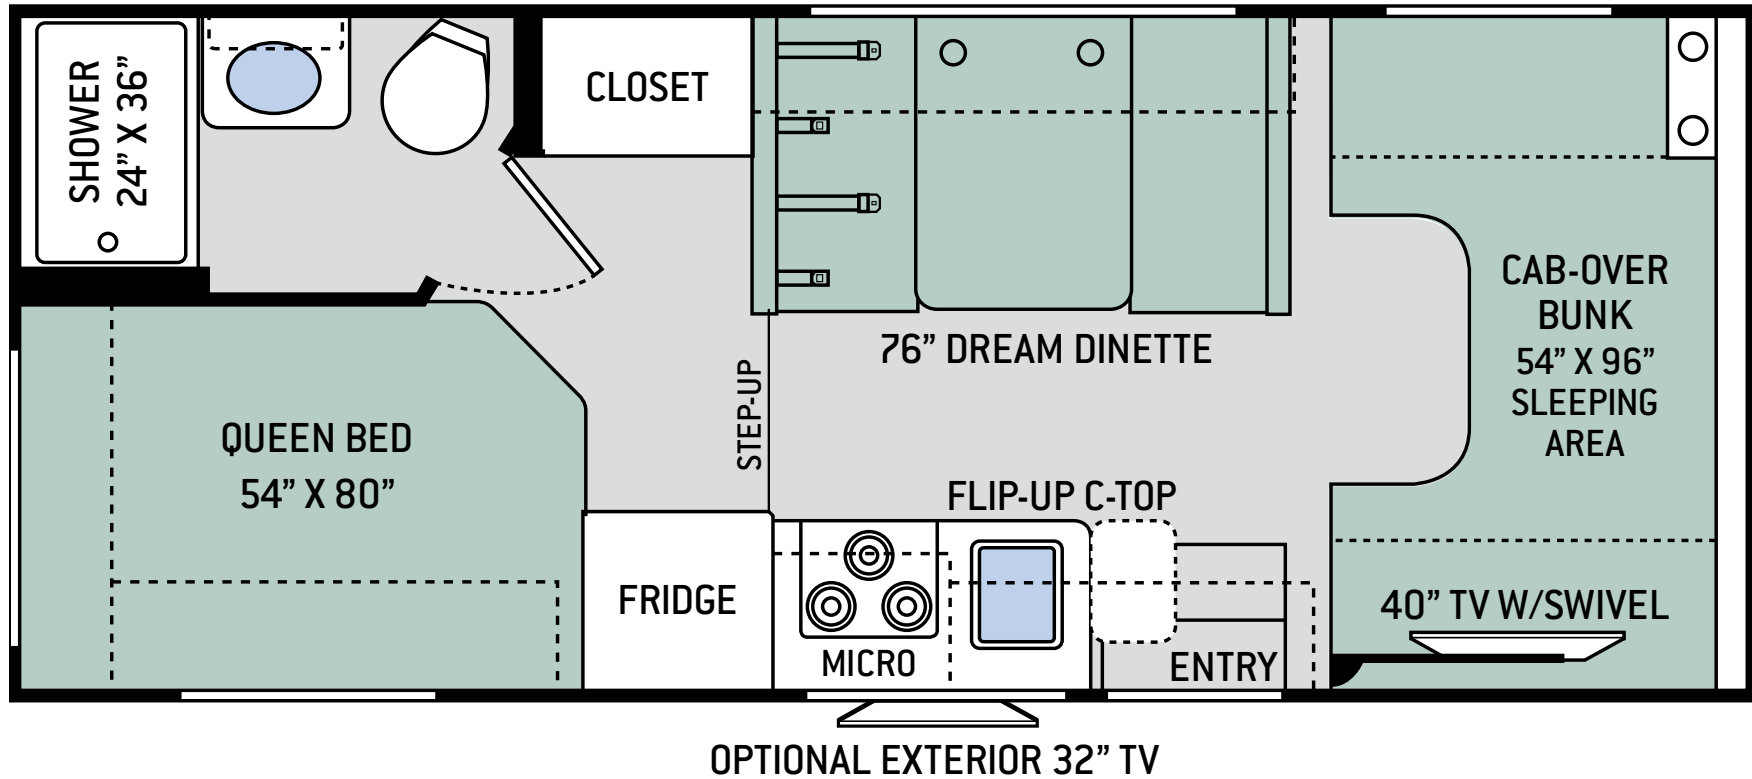 SHOWER
24” X 36”
CLOSET
76” DREAM DINETTE
CAB-OVER
BUNK
54” X 96”
SLEEPING
AREA
STEP-UP
QUEEN BED
54” X 80”
FLIP-UP C-TOP
FRIDGE
MICRO
ENTRY
40” TV W/SWIVEL
OPTIONAL EXTERIOR 32” TV